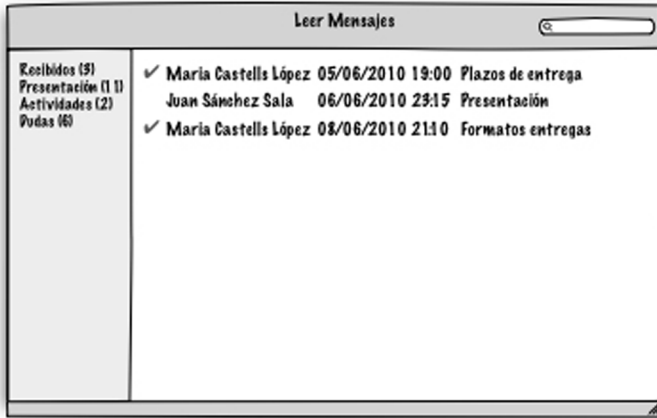 Leer Mensajes
Recibidos (3)
Presentación (11)
Actividades (2)
Dudas (6)
Maria Castells López 05/06/2010 19:00 Plazos de entrega
Juan Sánchez Sala 06/06/2010 23:15 Presentación
Maria Castells López 08/06/2010 21:10 Formatos entregas